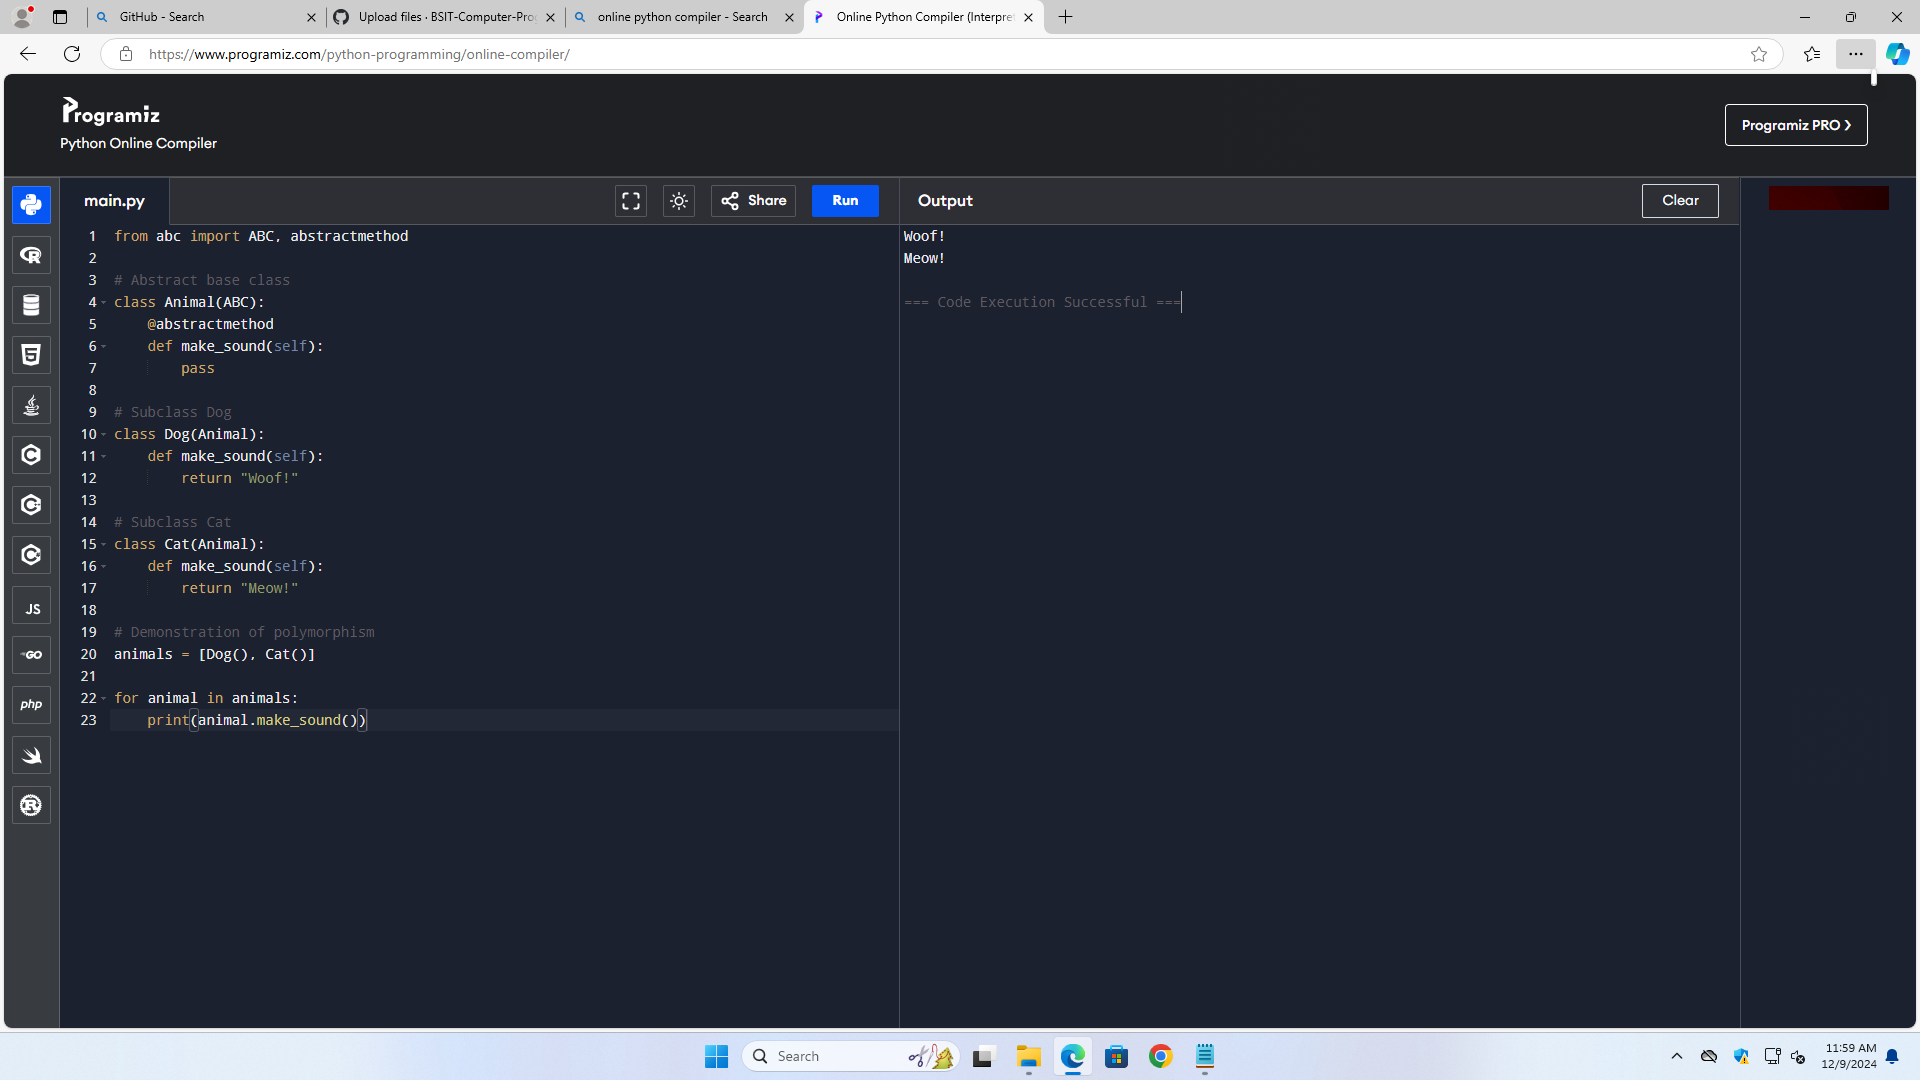 GitHub - Search
Upload files · BSIT-Computer-Pro
online python compiler - Search
Online Python Compiler (Interpret
https://www.programiz.com/python-programming/online-compiler/
Programiz
Python Online Compiler
Programiz PRO ❯
main.py
Share
Run
Output
Clear
1 from abc import ABC, abstractmethod
2
3 # Abstract base class
4 class Animal(ABC):
5     @abstractmethod
6     def make_sound(self):
7         pass
8
9 # Subclass Dog
10 class Dog(Animal):
11     def make_sound(self):
12         return "Woof!"
13
14 # Subclass Cat
15 class Cat(Animal):
16     def make_sound(self):
17         return "Meow!"
18
19 # Demonstration of polymorphism
20 animals = [Dog(), Cat()]
21
22 for animal in animals:
23     print(animal.make_sound())
Woof!
Meow!
=== Code Execution Successful ===
R
5
C
C
C
JS
GO
php
R
Search
11:59 AM
12/9/2024